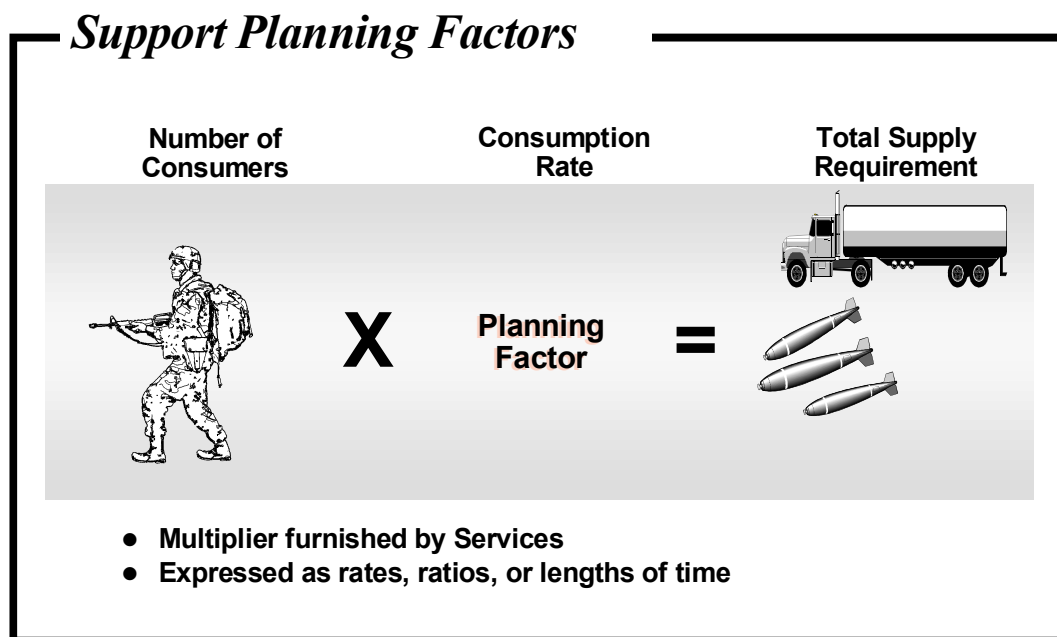 Support Planning Factors
Number of
Consumers
Consumption
Rate
Total Supply
Requirement
X
Planning
Factor
=
● Multiplier furnished by Services
● Expressed as rates, ratios, or lengths of time